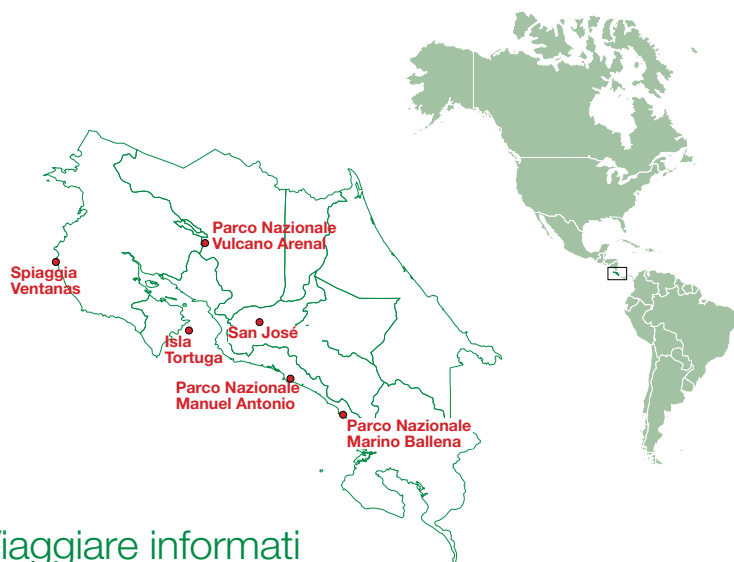 Parco Nazionale
Vulcano Arenal
Spiaggia
Ventanas
San José
Isla
Tortuga
Parco Nazionale
Manuel Antonio
Parco Nazionale
Marino Ballena
Viaggiare informati